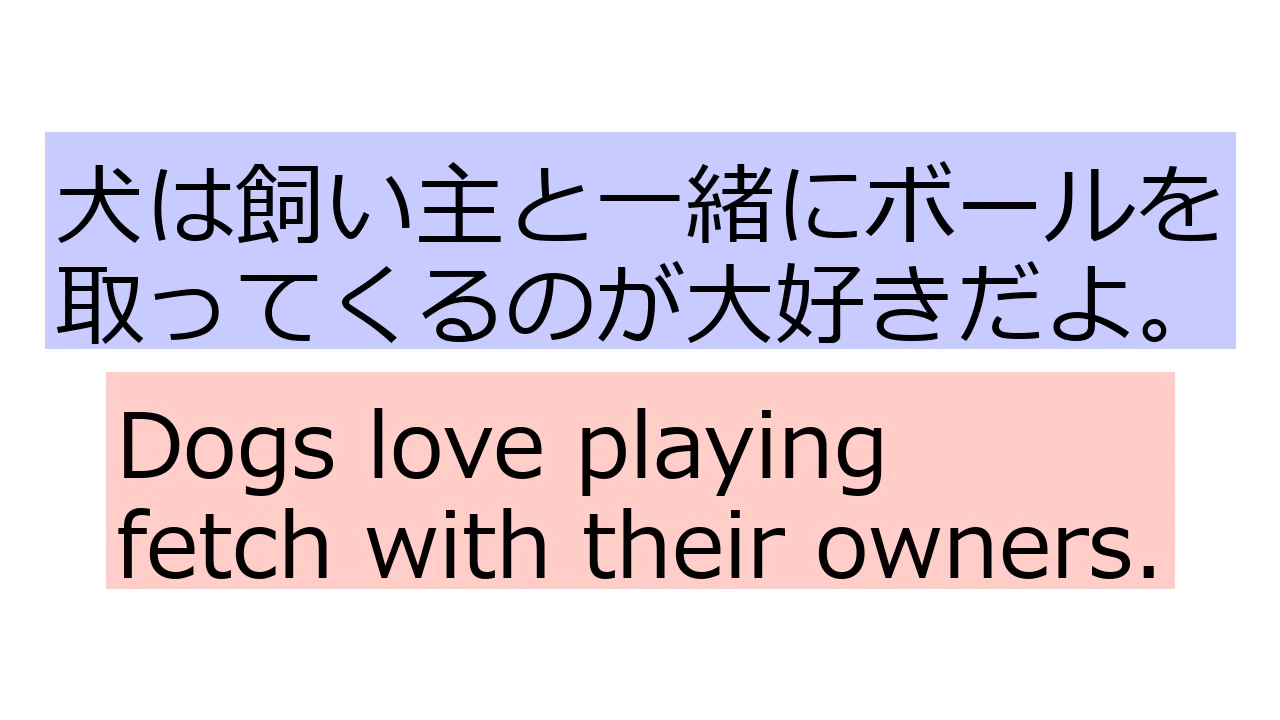 犬は飼い主と一緒にボールを
取ってくるのが大好きだよ。
Dogs love playing
fetch with their owners.